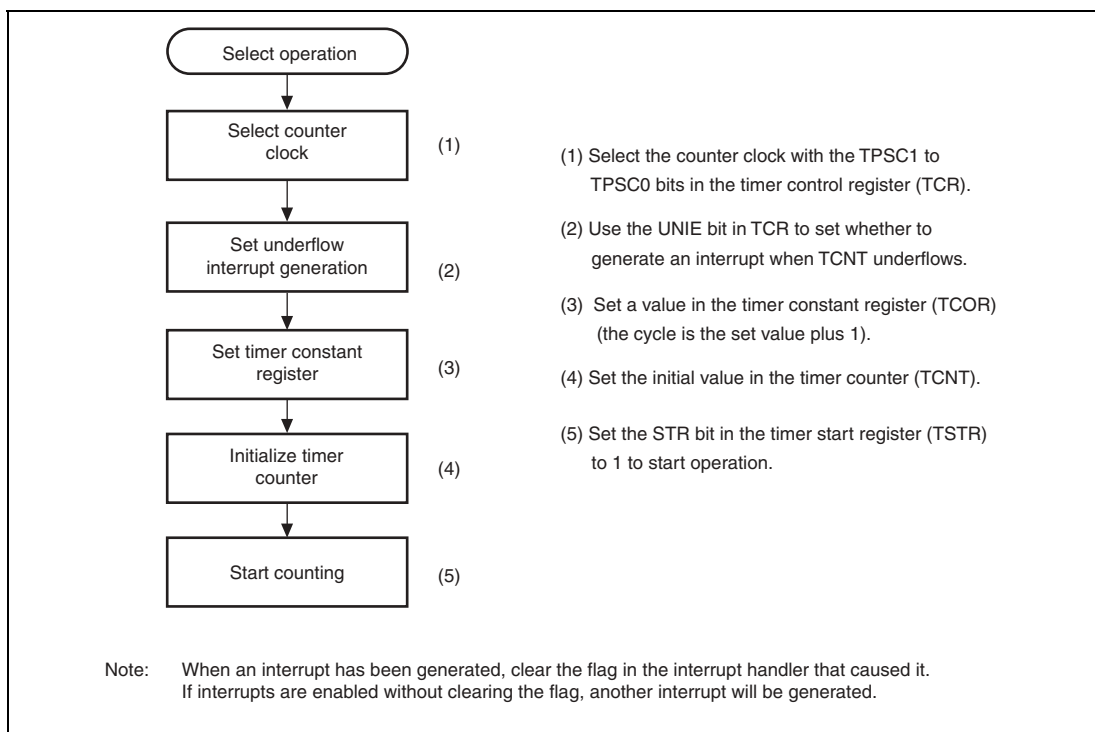 Select operation
Select counter
clock
(1)
Set underflow
interrupt generation
(2)
Set timer constant
register
(3)
Initialize timer
counter
(4)
Start counting
(5)
(1) Select the counter clock with the TPSC1 to
TPSC0 bits in the timer control register (TCR).
(2) Use the UNIE bit in TCR to set whether to
generate an interrupt when TCNT underflows.
(3) Set a value in the timer constant register (TCOR)
(the cycle is the set value plus 1).
(4) Set the initial value in the timer counter (TCNT).
(5) Set the STR bit in the timer start register (TSTR)
to 1 to start operation.
Note: When an interrupt has been generated, clear the flag in the interrupt handler that caused it.
If interrupts are enabled without clearing the flag, another interrupt will be generated.